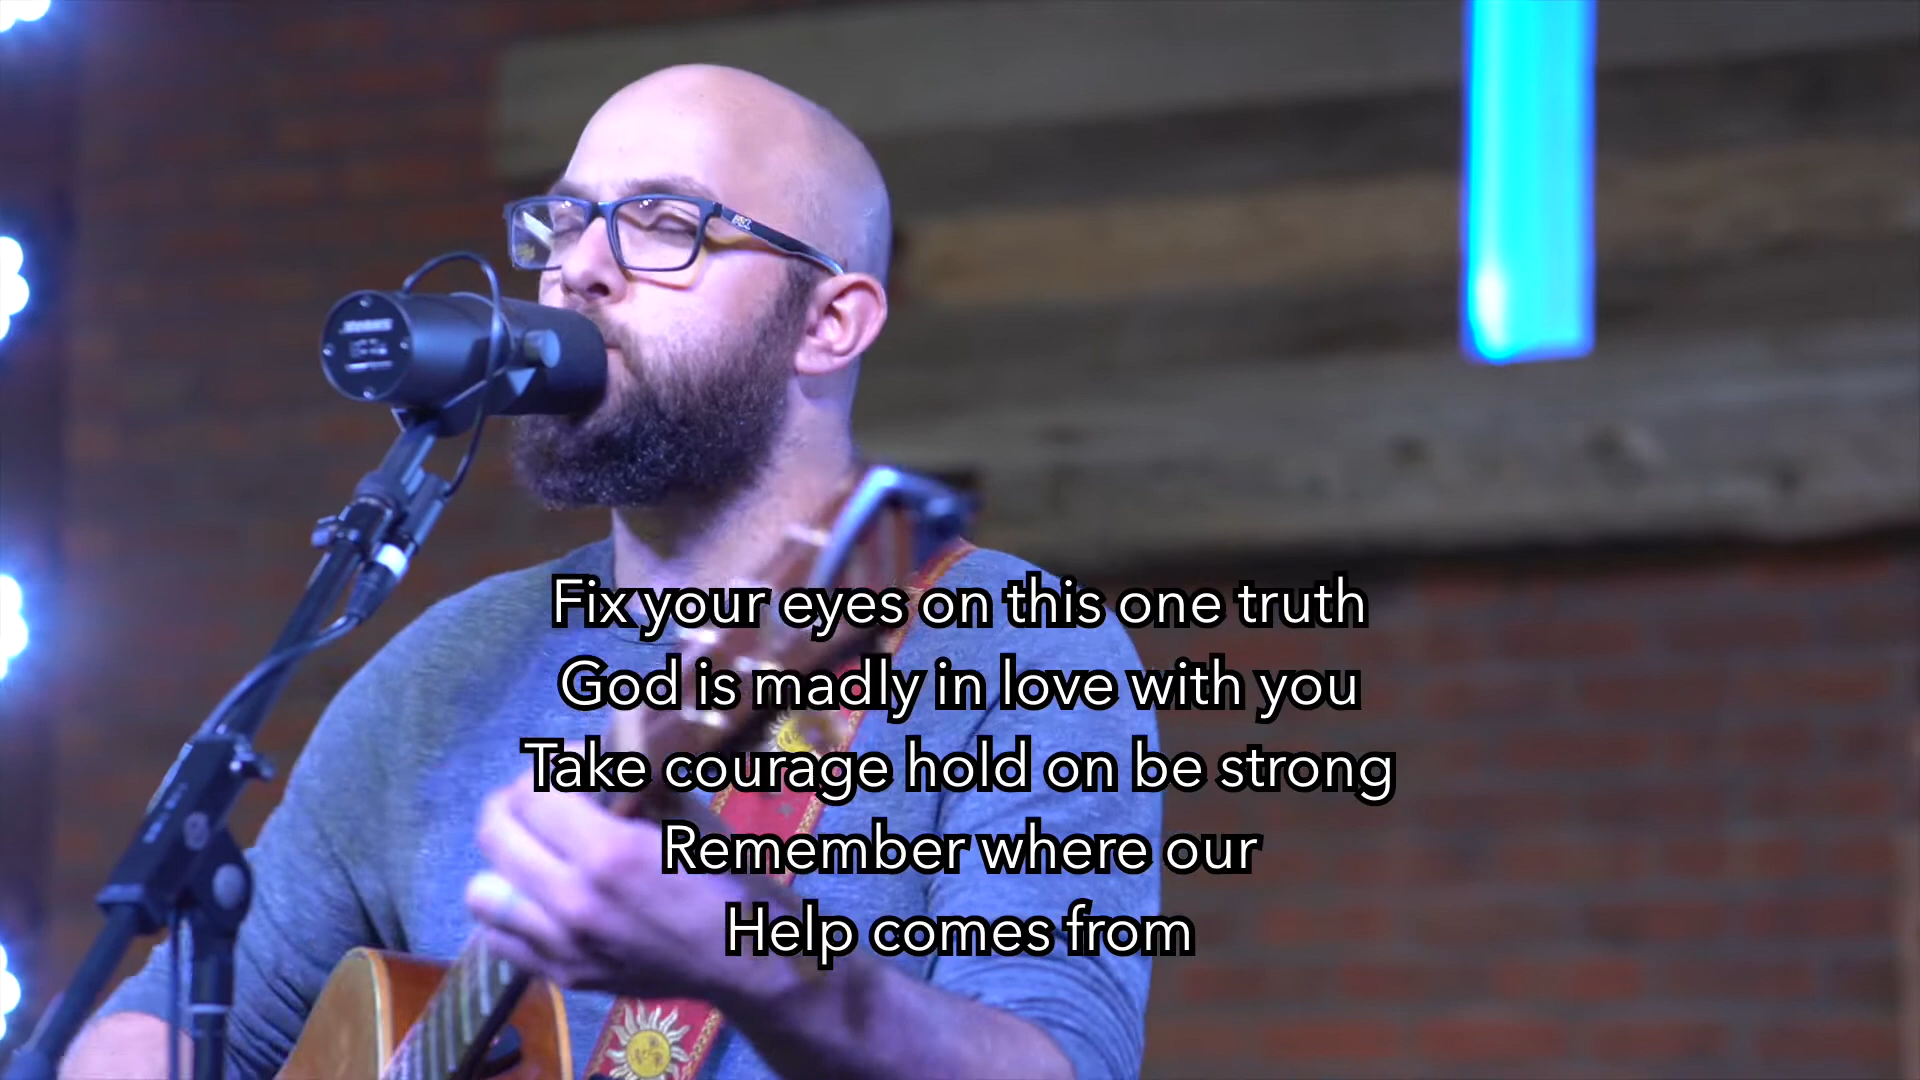 Fix your eyes on this one truth
God is madly in love with you
Take courage hold on be strong
Remember where our
Help comes from